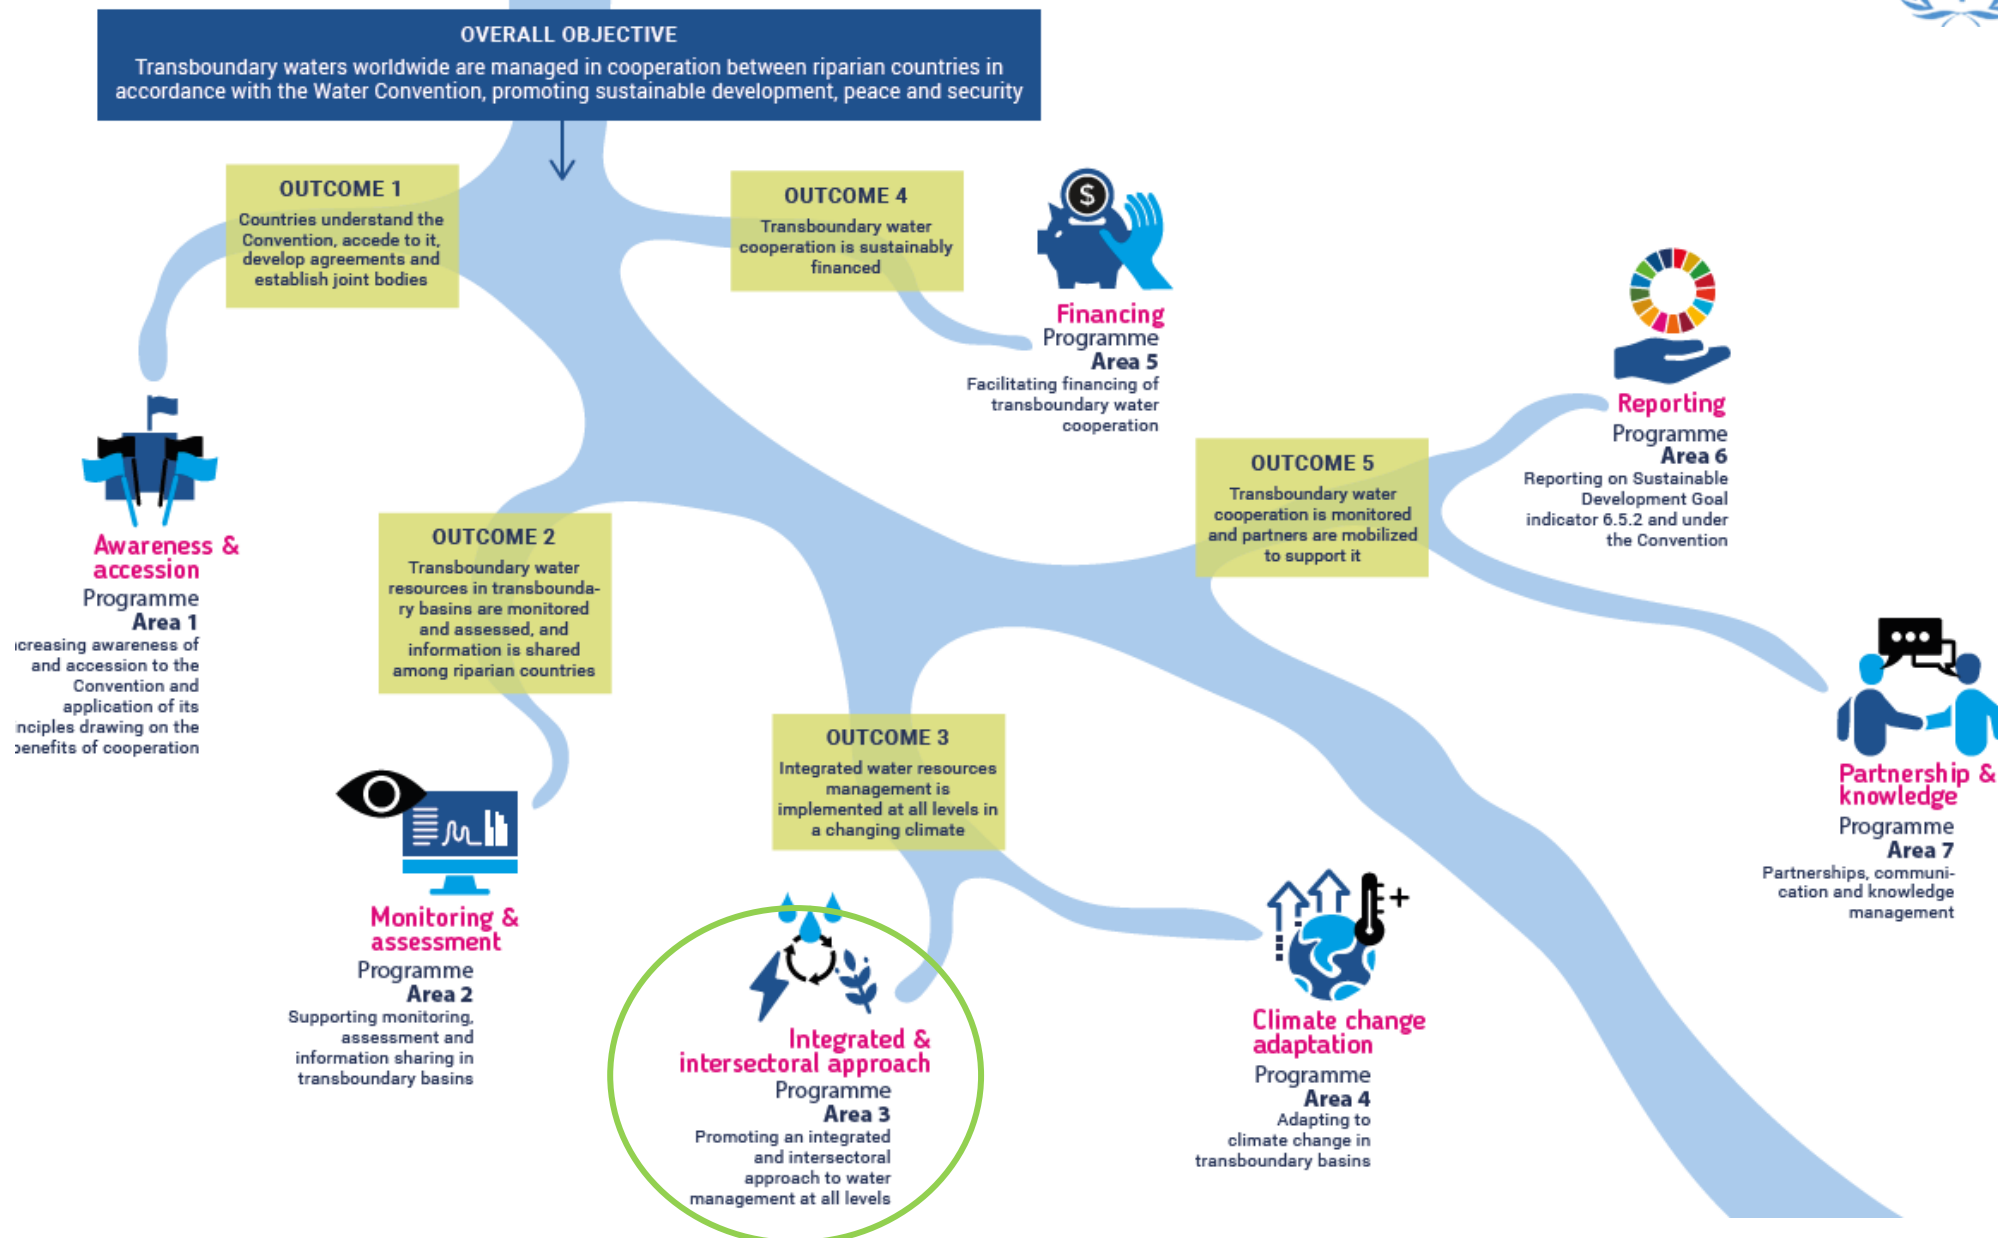 OVERALL OBJECTIVE
Transboundary waters worldwide are managed in cooperation between riparian countries in
accordance with the Water Convention, promoting sustainable development, peace and security
OUTCOME 1
Countries understand the
Convention, accede to it,
develop agreements and
establish joint bodies
OUTCOME 4
Transboundary water
cooperation is sustainably
financed
$
Financing
Programme
Area 5
Facilitating financing of
transboundary water
cooperation
Reporting
Programme
Area 6
Reporting on Sustainable
Development Goal
indicator 6.5.2 and under
the Convention
OUTCOME 5
Transboundary water
cooperation is monitored
and partners are mobilized
to support it
Awareness &
accession
Programme
Area 1
creasing awareness of
and accession to the
Convention and
application of its
nciples drawing on the
enefits of cooperation
OUTCOME 2
Transboundary water
resources in transbounda-
ry basins are monitored
and assessed, and
information is shared
among riparian countries
OUTCOME 3
Integrated water resources
management is
implemented at all levels in
a changing climate
Partnership &
knowledge
Programme
Area 7
Partnerships, communi-
cation and knowledge
management
Monitoring &
assessment
Programme
Area 2
Supporting monitoring,
assessment and
information sharing in
transboundary basins
Integrated &
intersectoral approach
Programme
Area 3
Promoting an integrated
and intersectoral
approach to water
management at all levels
+
Climate change
adaptation
Programme
Area 4
Adapting to
climate change in
transboundary basins